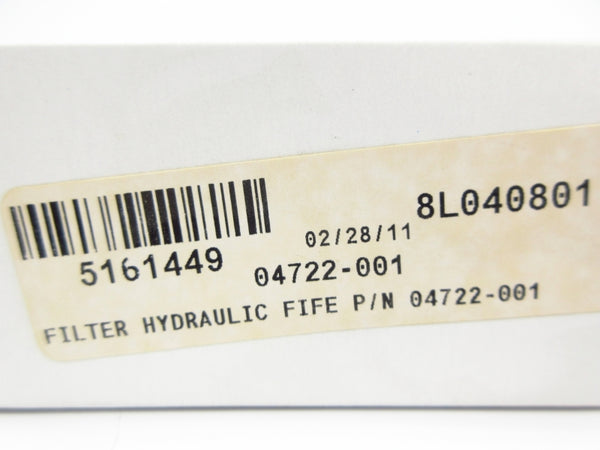 8L040801
02/28/11
5161449
04722-001
FILTER HYDRAULIC FIFE P/N 04722-001